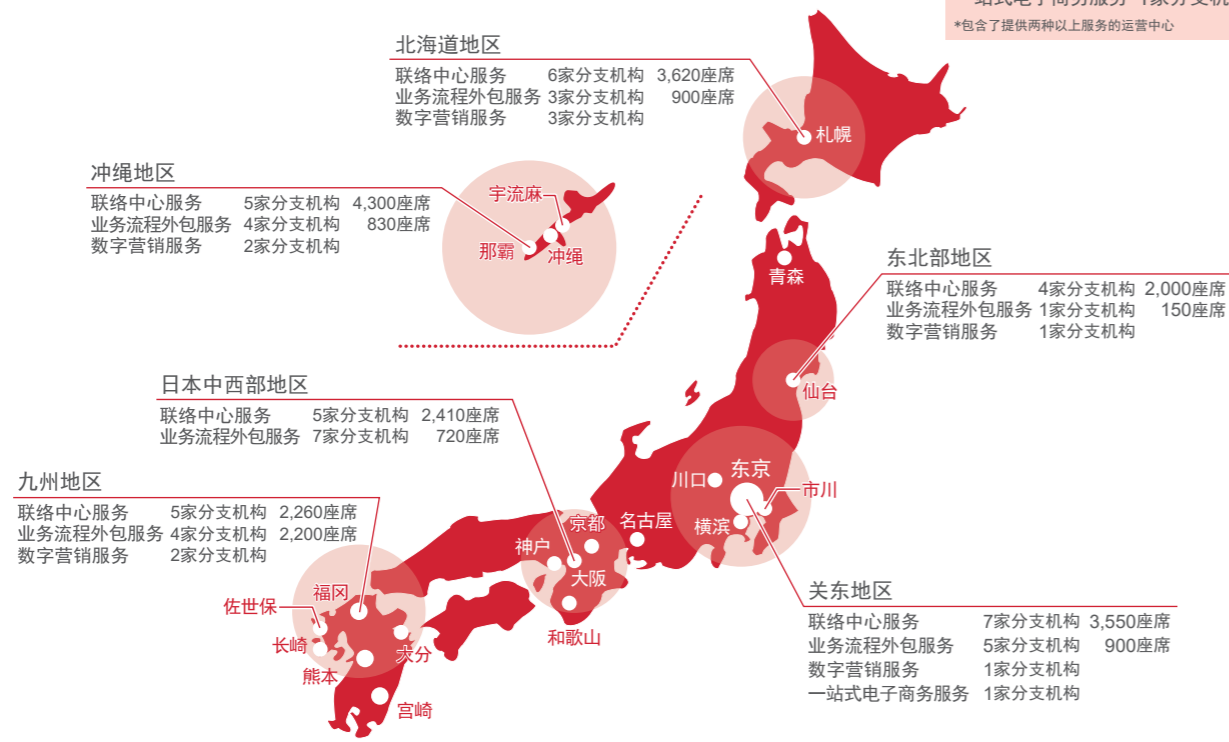 一站式电子商务服务 1家分支机
*包含了提供两种以上服务的运营中心
北海道地区
联络中心服务 6家分支机构 3,620座席
业务流程外包服务 3家分支机构 900座席
数字营销服务 3家分支机构
札幌
冲绳地区
联络中心服务 5家分支机构 4,300座席
业务流程外包服务 4家分支机构 830座席
数字营销服务 2家分支机构
宇流麻
那霸
冲绳
青森
东北部地区
联络中心服务 4家分支机构 2,000座席
业务流程外包服务 1家分支机构 150座席
数字营销服务 1家分支机构
仙台
日本中西部地区
联络中心服务 5家分支机构 2,410座席
业务流程外包服务 7家分支机构 720座席
九州地区
联络中心服务 5家分支机构 2,260座席
业务流程外包服务 4家分支机构 2,200座席
数字营销服务 2家分支机构
川口
东京
市川
横滨
名古屋
京都
神户
大阪
和歌山
福冈
佐世保
长崎
熊本
大分
宫崎
关东地区
联络中心服务 7家分支机构 3,550座席
业务流程外包服务 5家分支机构 900座席
数字营销服务 1家分支机构
一站式电子商务服务 1家分支机构